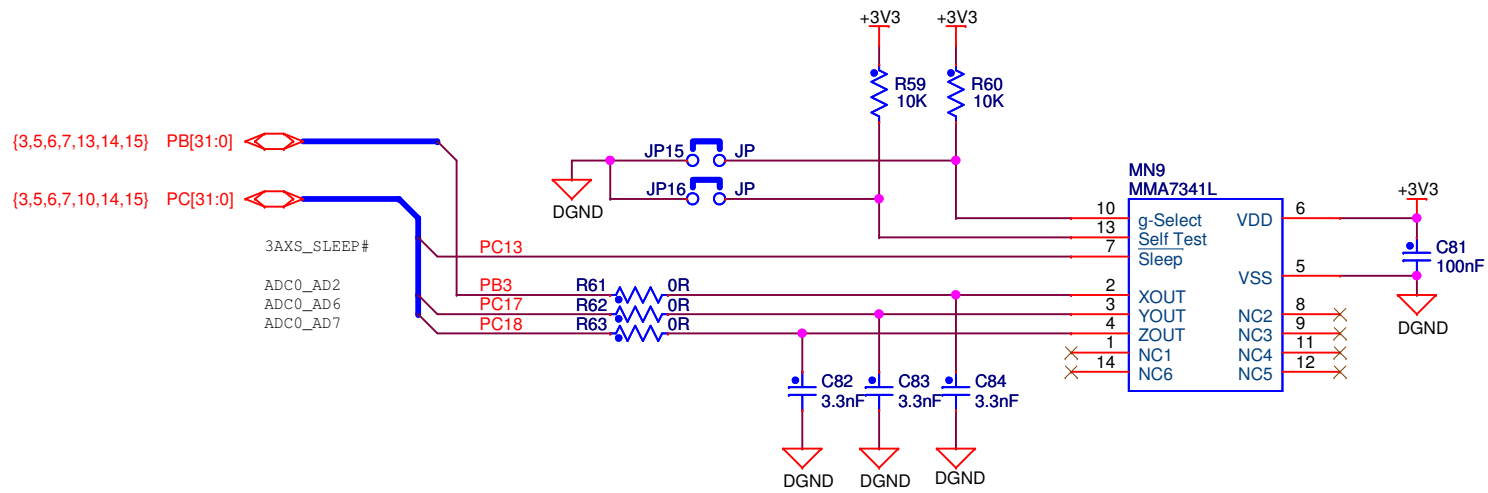 +3V3 +3V3
R59
10K
R60
10K
{3,5,6,7,13,14,15} PB[31:0]
JP15 JP
MN9
MMA7341L
JP16 JP
+3V3
{3,5,6,7,10,14,15} PC[31:0]
DGND
10 g-Select VDD 6
13 Self Test
3AXS_SLEEP# PC13 7 Sleep
C81
100nF
VSS 5
ADC0_AD2 PB3 R61 0R 2 XOUT
ADC0_AD6 PC17 R62 0R 3 YOUT NC2 8
DGND
ADC0_AD7 PC18 R63 0R 4 ZOUT NC3 9
1 NC1 NC4 11
14 NC6 NC5 12
C82
3.3nF
C83
3.3nF
C84
3.3nF
DGND DGND DGND